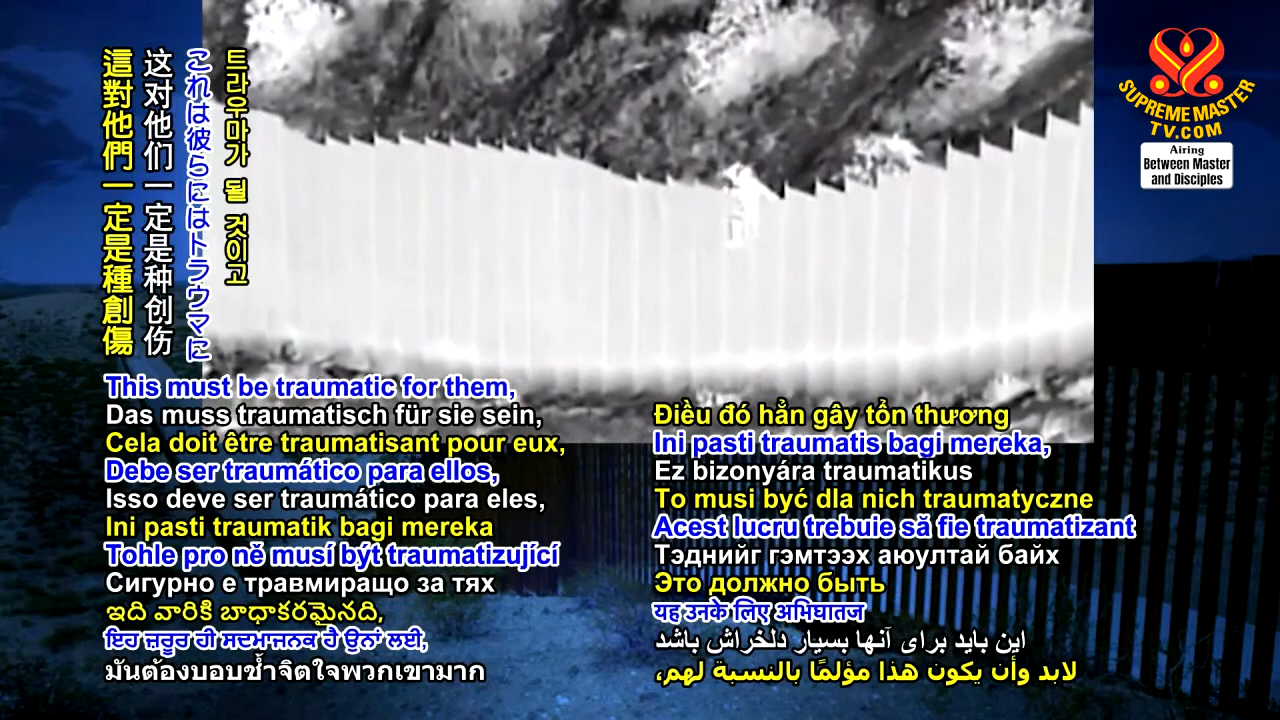 트라우마가 될 것이고
これは彼らにはトラウマに
这对他们一定是种创伤
這對他們一定是種創傷
SUPREME MASTER
TV.COM
Airing
Between Master
and Disciples
This must be traumatic for them,
Das muss traumatisch für sie sein,
Cela doit être traumatisant pour eux,
Debe ser traumático para ellos,
Isso deve ser traumático para eles,
Ini pasti traumatik bagi mereka
Tohle pro ně musí být traumatizující
Сигурно е травмиращо за тях
ఇది వారికి బాధాకరమైనది,
ਇਹ ਜ਼ਰੂਰ ਹੀ ਸਦਮਾਜਨਕ ਹੈ ਉਨਾਂ ਲਈ,
มันต้องบอบช้ำจิตใจพวกเขามาก
Điều đó hẳn gây tổn thương
Ini pasti traumatis bagi mereka,
Ez bizonyára traumatikus
To musi być dla nich traumatyczne
Acest lucru trebuie să fie traumatizant
Тэднийг гэмтээх аюултай байх
Это должно быть
यह उनके लिए अभिघातज
این باید برای آنها بسیار دلخراش باشد
لابد وأن يكون هذا مؤلمًا بالنسبة لهم،